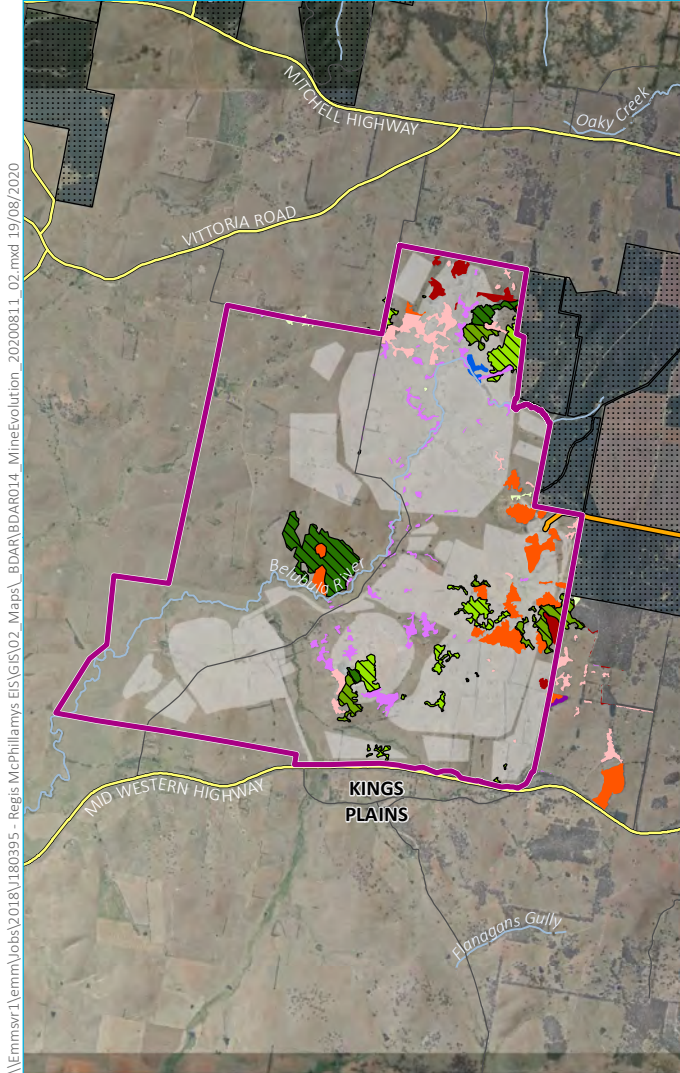 MITCHELL HIGHWAY
Oaky Creek
VITTORIA ROAD
Belubula River
MID WESTERN HIGHWAY
KINGS
PLAINS
Flanagans Gully
\\Emmsvr1\emm\Jobs\2018\J180395 - Regis McPhillamys EIS\GIS\02_Maps\_BDAR\BDAR014_MineEvolution_20200811_02.mxd 19/08/2020